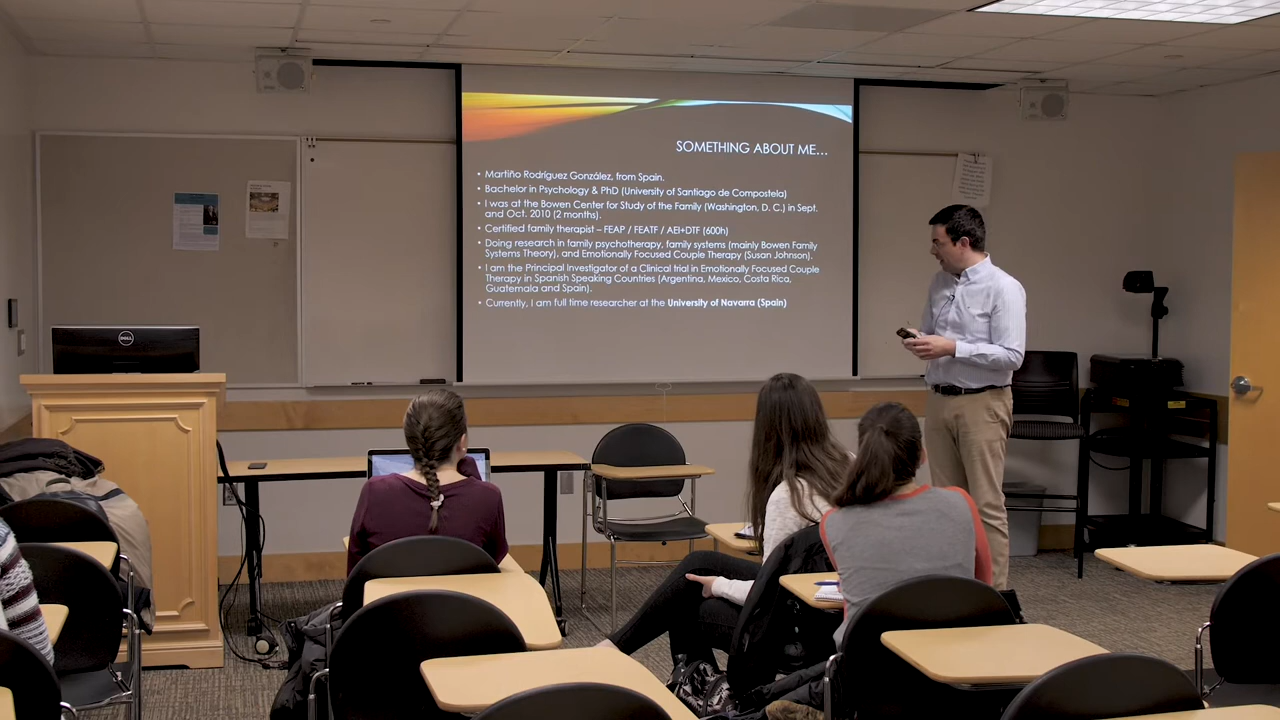 SOMETHING ABOUT ME...
• Martiño Rodríguez González, from Spain.
• Bachelor in Psychology & PhD (University of Santiago de Compostela)
• I was at the Bowen Center for Study of the Family (Washington, D. C.) in Sept.
and Oct. 2010 (2 months).
• Certified family therapist – FEAP / FEATF / AEI+DTF (600h)
• Doing research in family psychotherapy, family systems (mainly Bowen Family
Systems Theory), and Emotionally Focused Couple Therapy (Susan Johnson).
• I am the Principal Investigator of a Clinical trial in Emotionally Focused Couple
Therapy in Spanish Speaking Countries (Argentina, Mexico, Costa Rica,
Guatemala and Spain).
• Currently, I am full time researcher at the University of Navarra (Spain)
DELL